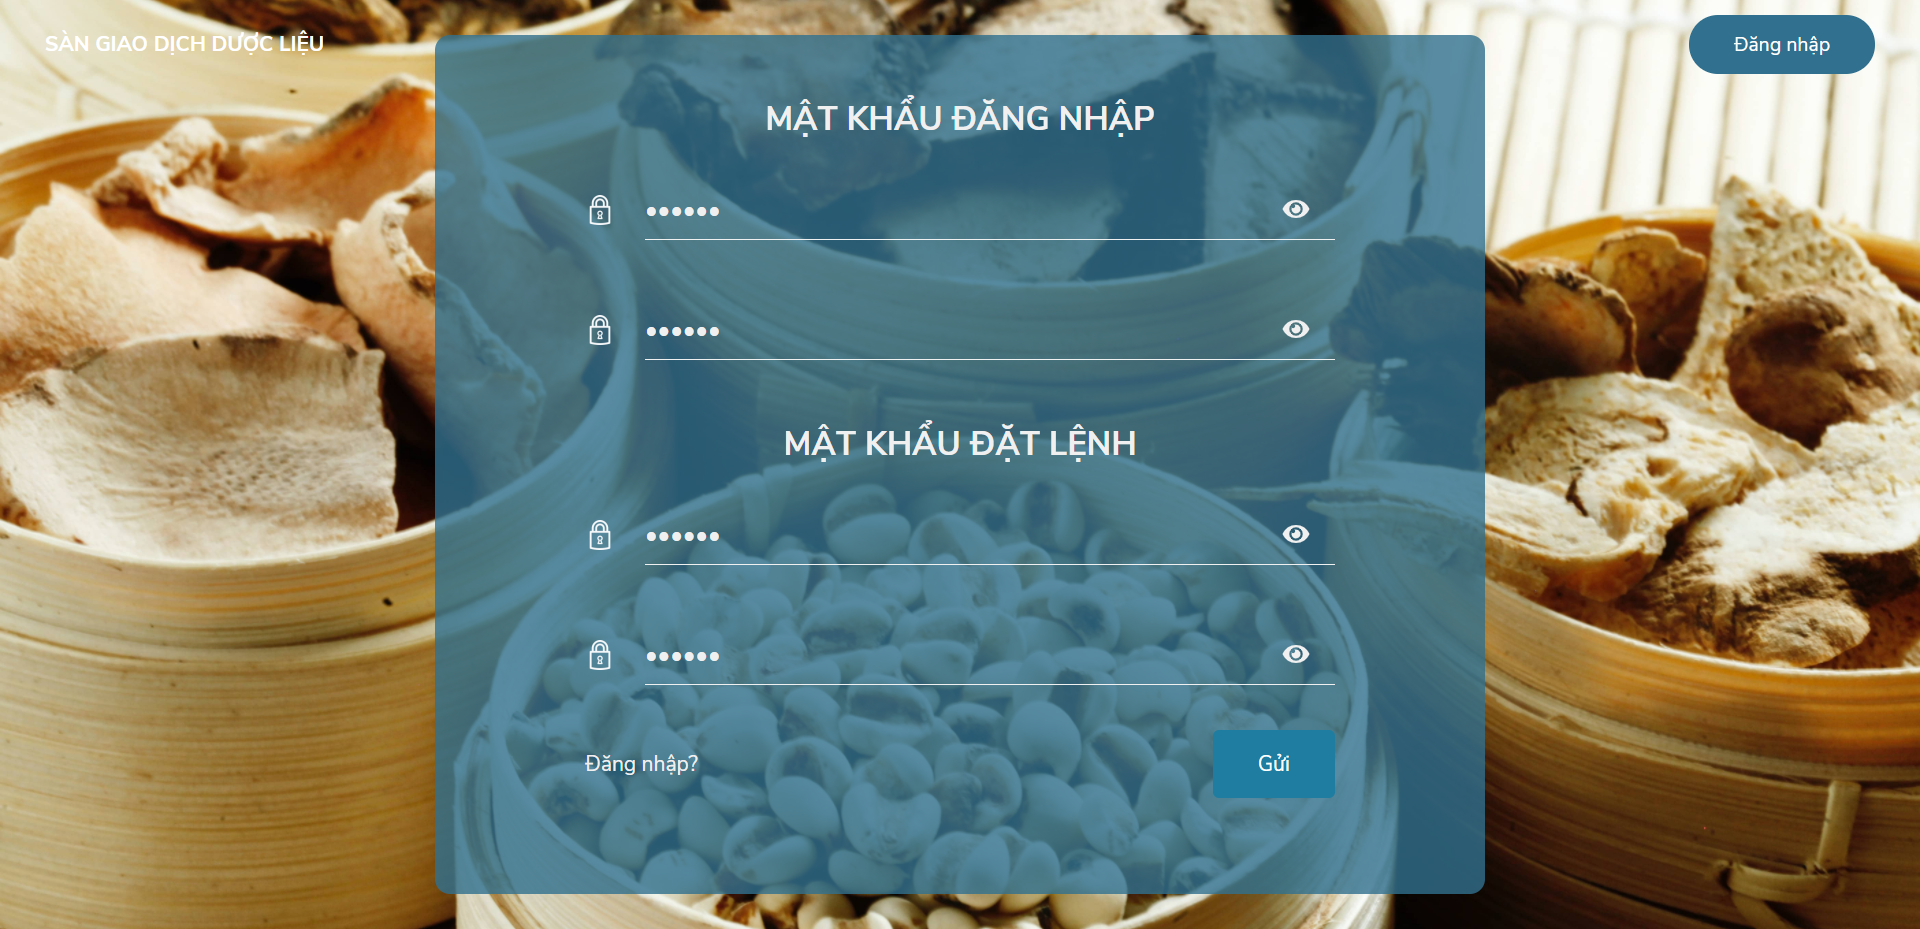 SÀN GIAO DỊCH DƯỢC LIỆU
Đăng nhập
MẬT KHẨU ĐĂNG NHẬP
••••••
••••••
MẬT KHẨU ĐẶT LỆNH
••••••
••••••
Đăng nhập?
Gửi